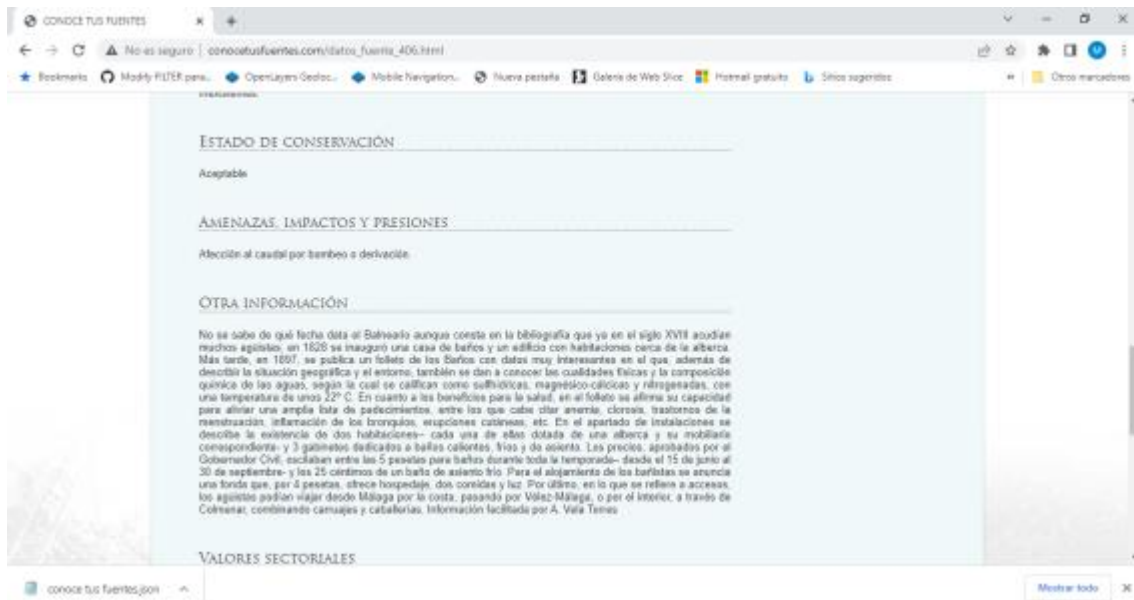 CONOCE TUS FUENTES
No es seguro | conocetusfuentes.com/datos_fuente_406.html
Bookmarks Modify FILTER para... OpenLayers Geoloc... Mobile Navigation... Nueva pestaña Galería de Web Slice Hotmail gratuito Sitios sugeridos » Otros marcadores
ESTADO DE CONSERVACIÓN
Aceptable
AMENAZAS, IMPACTOS Y PRESIONES
Afección al caudal por bombeo o derivación.
OTRA INFORMACIÓN
No se sabe de qué fecha data el Balneario aunque consta en la bibliografía que ya en el siglo XVIII acudían
muchos agüistas; en 1828 se inauguró una casa de baños y un edificio con habitaciones cerca de la alberca.
Más tarde, en 1897, se publica un folleto de los Baños con datos muy interesantes en el que, además de
describir la situación geográfica y el entorno, también se dan a conocer las cualidades físicas y la composición
química de las aguas, según la cual se califican como sulfhídricas, magnésico-cálcicas y nitrogenadas, con
una temperatura de unos 22º C. En cuanto a los beneficios para la salud, en el folleto se afirma su capacidad
para aliviar una amplia lista de padecimientos, entre los que cabe citar anemia, clorosis, trastornos de la
menstruación, inflamación de los bronquios, erupciones cutáneas, etc. En el apartado de instalaciones se
describe la existencia de dos habitaciones– cada una de ellas dotada de una alberca y su mobiliario
correspondiente- y 3 gabinetes dedicados a baños calientes, fríos y de asiento. Los precios, aprobados por el
Gobernador Civil, oscilaban entre las 5 pesetas para baños durante toda la temporada– desde el 15 de junio al
30 de septiembre- y los 25 céntimos de un baño de asiento frío. Para el alojamiento de los bañistas se anuncia
una fonda que, por 4 pesetas, ofrece hospedaje, dos comidas y luz. Por último, en lo que se refiere a accesos,
los agüistas podían viajar desde Málaga por la costa, pasando por Vélez-Málaga, o por el interior, a través de
Colmenar, combinando carruajes y caballerías. Información facilitada por A. Vela Torres
VALORES SECTORIALES
conoce tus fuentes.json
Mostrar todo